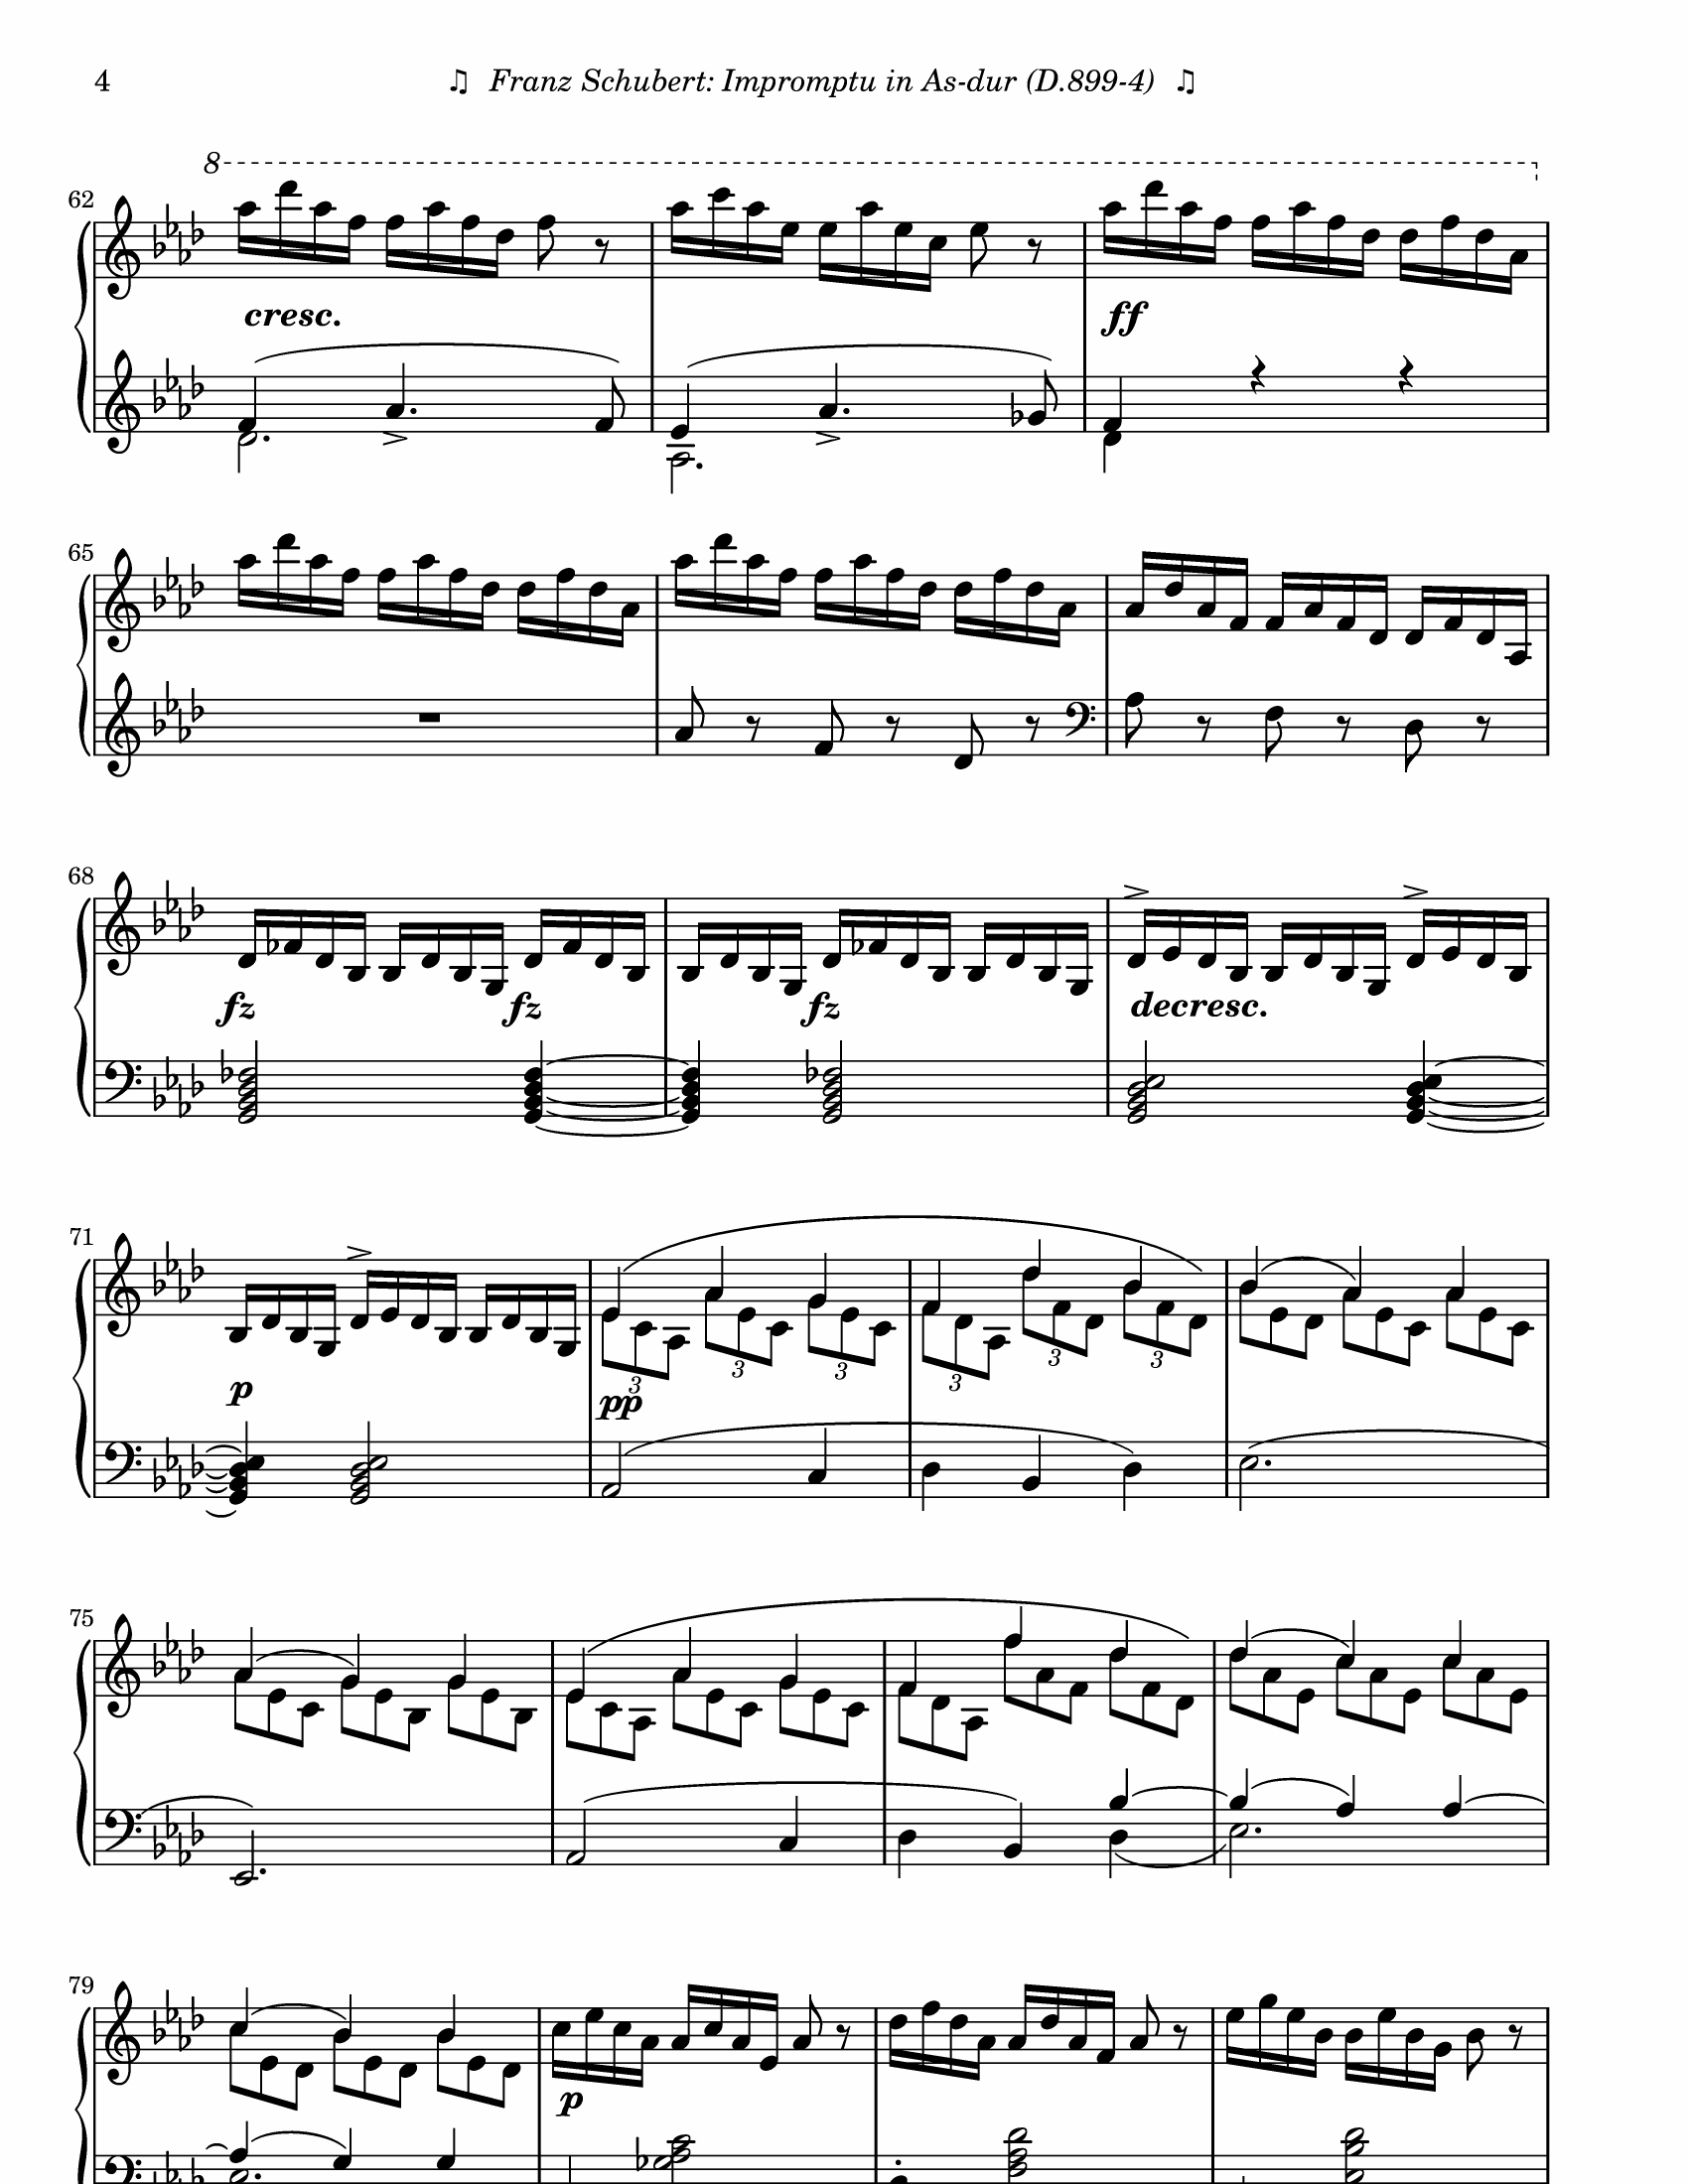 4 ♫ Franz Schubert: Impromptu in As-dur (D.899-4) ♫
8
62
cresc. ff
65
68
fz fz fz decresc.
71
3 3 3 3 3 3
p pp
75
79
p